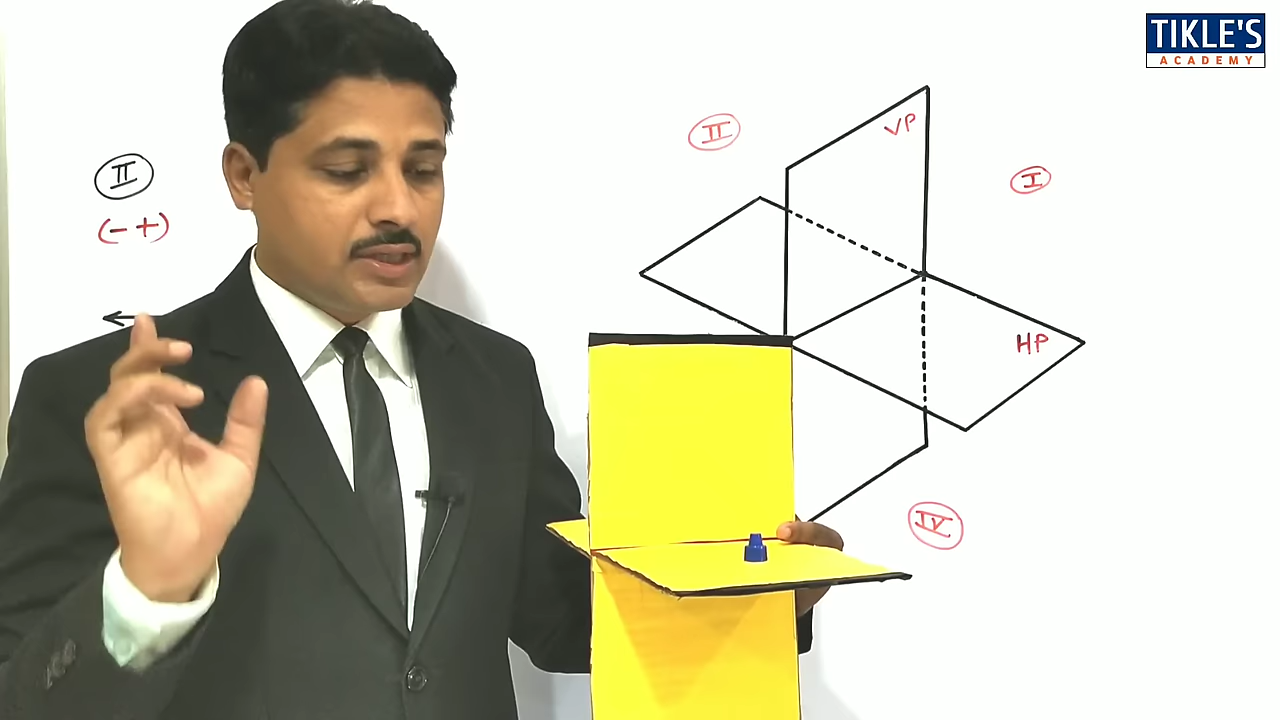 TIKLE'S
ACADEMY
VP
II
I
II
(- +)
HP
IV